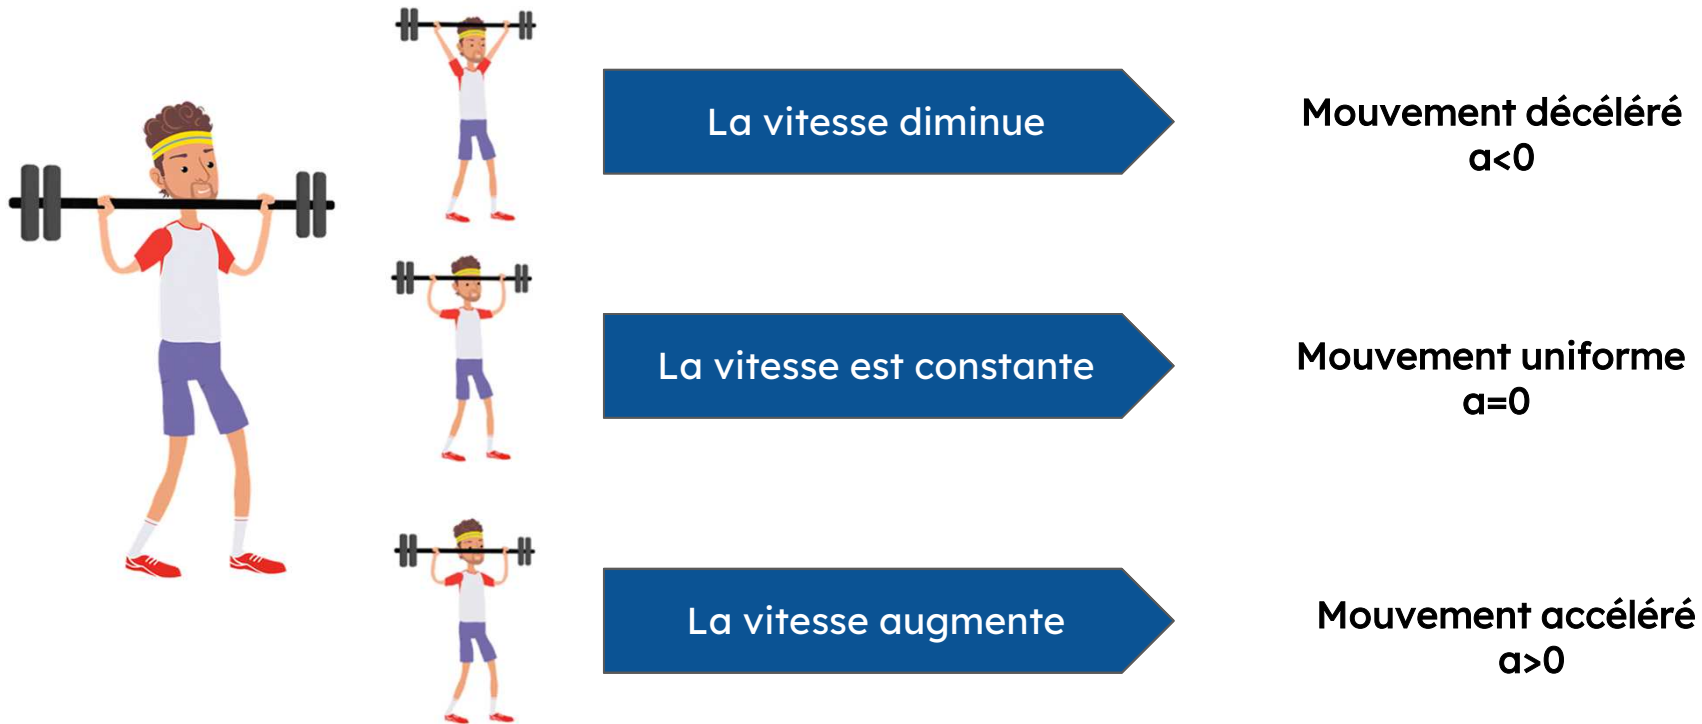 La vitesse diminue
Mouvement décéléré
a<0
La vitesse est constante
Mouvement uniforme
a=0
La vitesse augmente
Mouvement accéléré
a>0